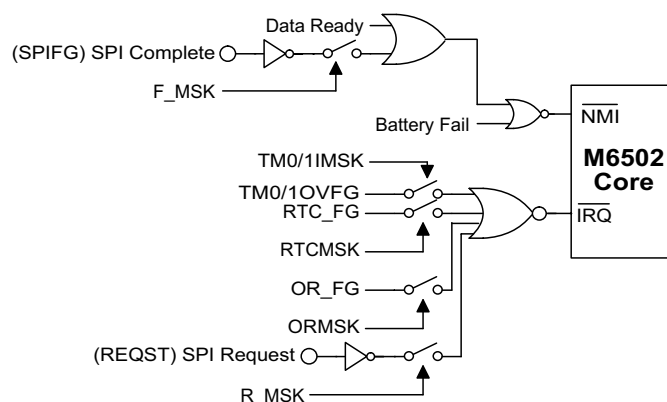 Data Ready
(SPIFG) SPI Complete
F_MSK
Battery Fail
NMI
M6502
Core
TM0/1IMSK
TM0/1OVFG
RTC_FG
IRQ
RTCMSK
OR_FG
ORMSK
(REQST) SPI Request
R_MSK